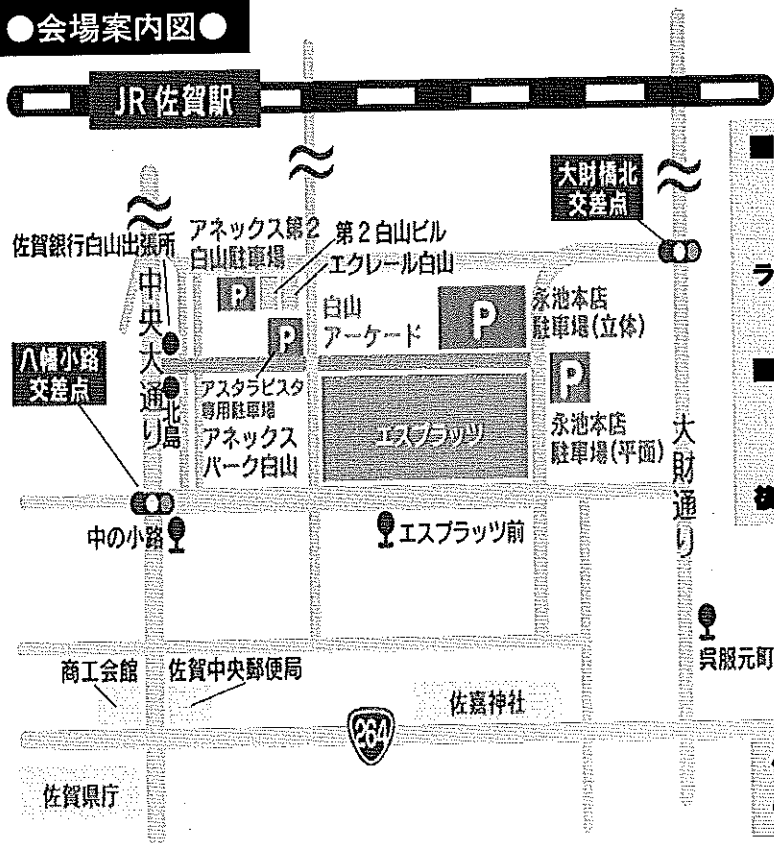 ●会場案内図●
JR 佐賀駅
大財橋北
交差点
佐賀銀行白山出張所
アネックス第2
白山駐車場
第2白山ビル
エクレール白山
中央大通り
P
白山
アーケード
P
永池本店
駐車場(立体)
P
八幡小路
交差点
北島
アスタラビスタ
専用駐車場
アネックス
パーク白山
エスプラッツ
P
永池本店
駐車場(平面)
大財通り
中の小路
エスプラッツ前
呉服元町
商工会館
佐賀中央郵便局
佐嘉神社
264
佐賀県庁
ラ